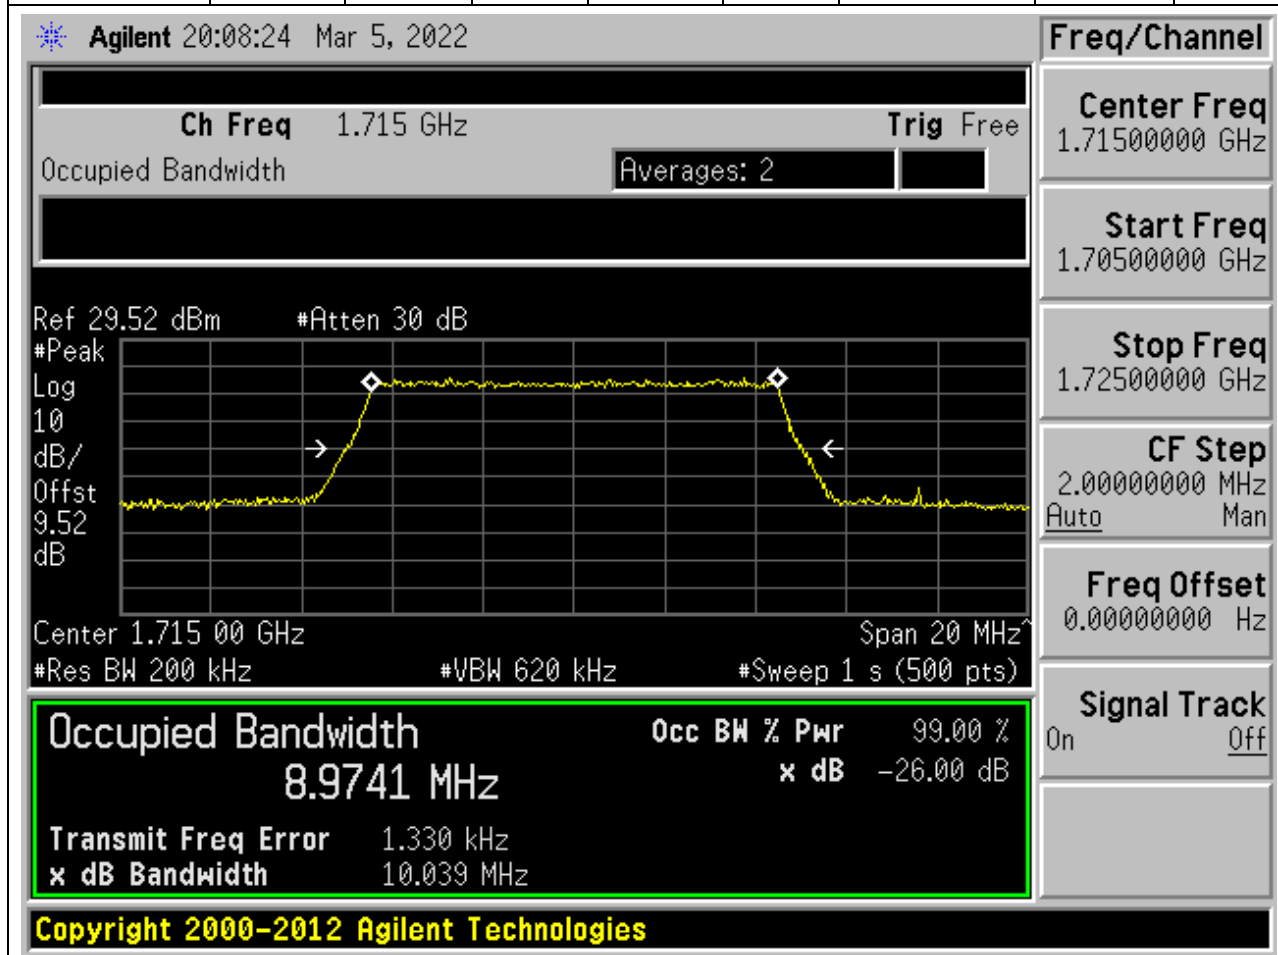 Agilent 20:08:24 Mar 5, 2022
Freq/Channel
Ch Freq 1.715 GHz Trig Free
Occupied Bandwidth Averages: 2
Ref 29.52 dBm #Atten 30 dB
#Peak
Log
10
dB/
Offst
9.52
dB
Center 1.715 00 GHz Span 20 MHz^
#Res BW 200 kHz #VBW 620 kHz #Sweep 1 s (500 pts)
Occupied Bandwidth Occ BW % Pwr 99.00 %
8.9741 MHz x dB -26.00 dB
Transmit Freq Error 1.330 kHz
x dB Bandwidth 10.039 MHz
Copyright 2000-2012 Agilent Technologies
Center Freq
1.71500000 GHz
Start Freq
1.70500000 GHz
Stop Freq
1.72500000 GHz
CF Step
2.00000000 MHz
Auto Man
Freq Offset
0.00000000 Hz
Signal Track
On Off